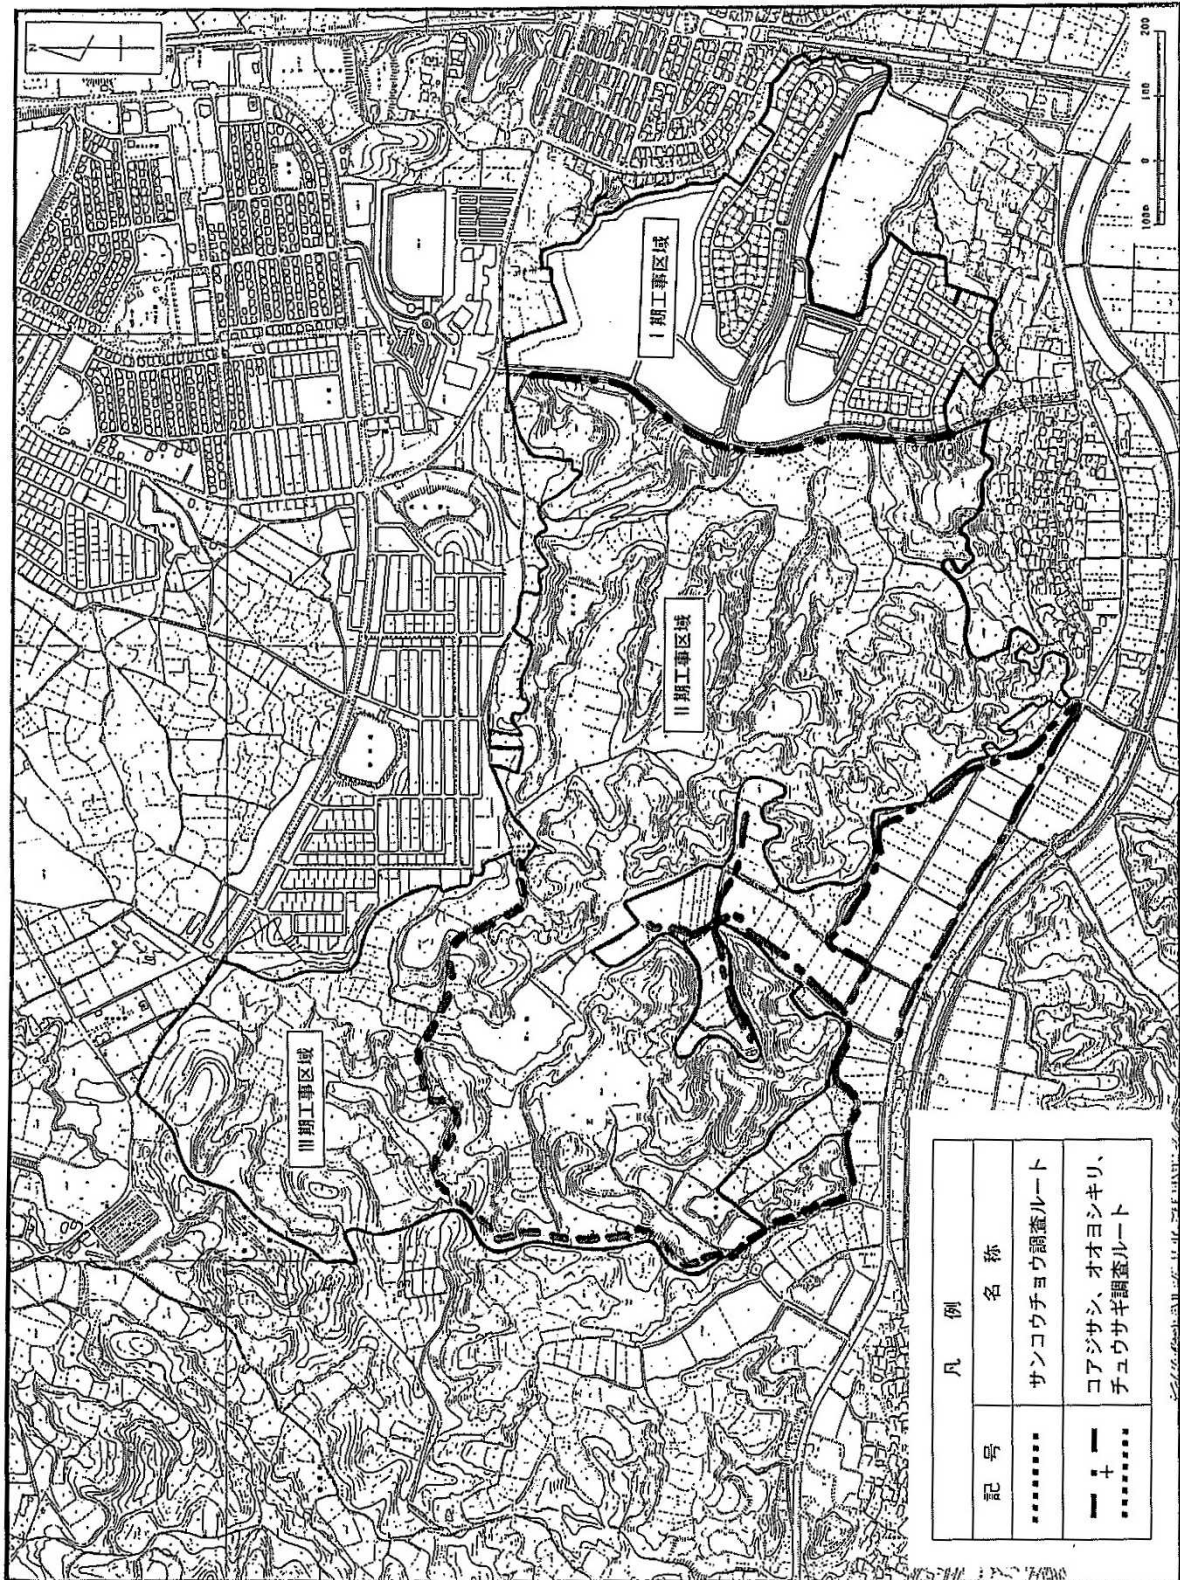 N
100 0 100 200
Ⅰ期工事区域
Ⅱ期工事区域
Ⅲ期工事区域
凡例
記号 名称
サンコウチョウ調査ルート
+ コアジサシ、オオヨシキリ、
チュウサギ調査ルート